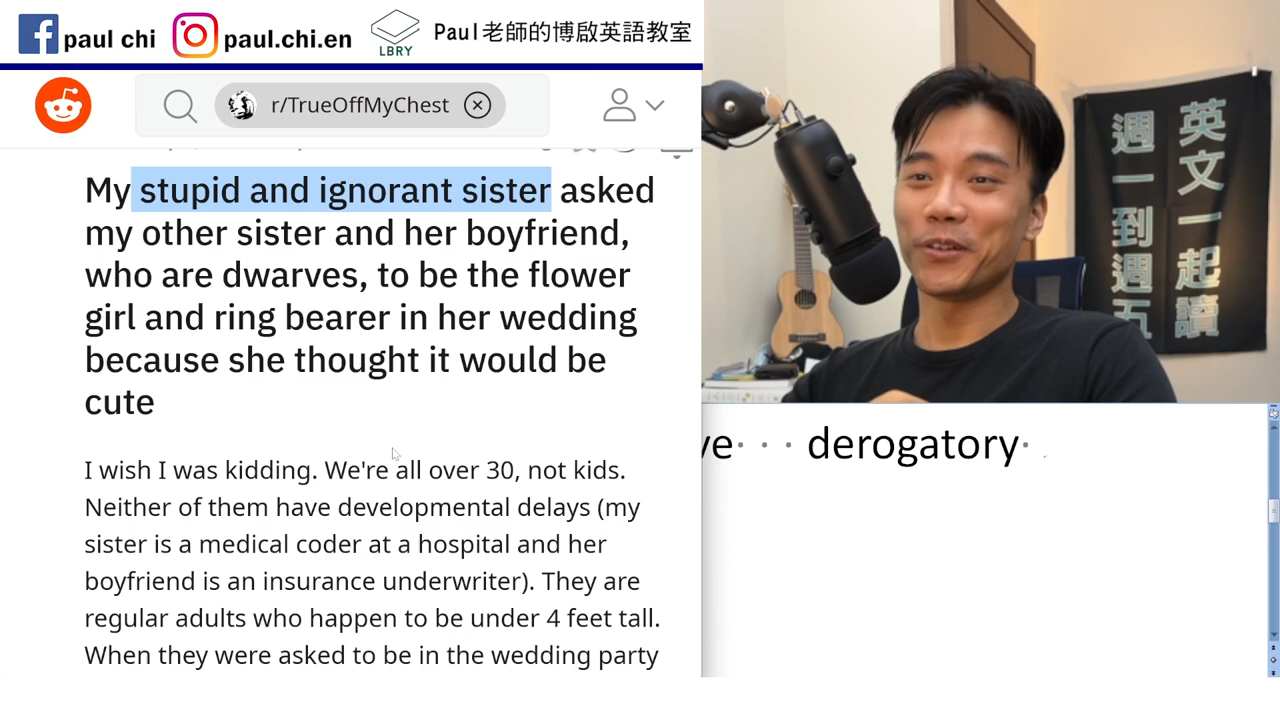 paul chi
paul.chi.en
LBRY
Paul老師的博啟英語教室
r/TrueOffMyChest
My stupid and ignorant sister asked
my other sister and her boyfriend,
who are dwarves, to be the flower
girl and ring bearer in her wedding
because she thought it would be
cute
I wish I was kidding. We're all over 30, not kids.
Neither of them have developmental delays (my
sister is a medical coder at a hospital and her
boyfriend is an insurance underwriter). They are
regular adults who happen to be under 4 feet tall.
When they were asked to be in the wedding party
英文一起讀
週一到週五
derogatory